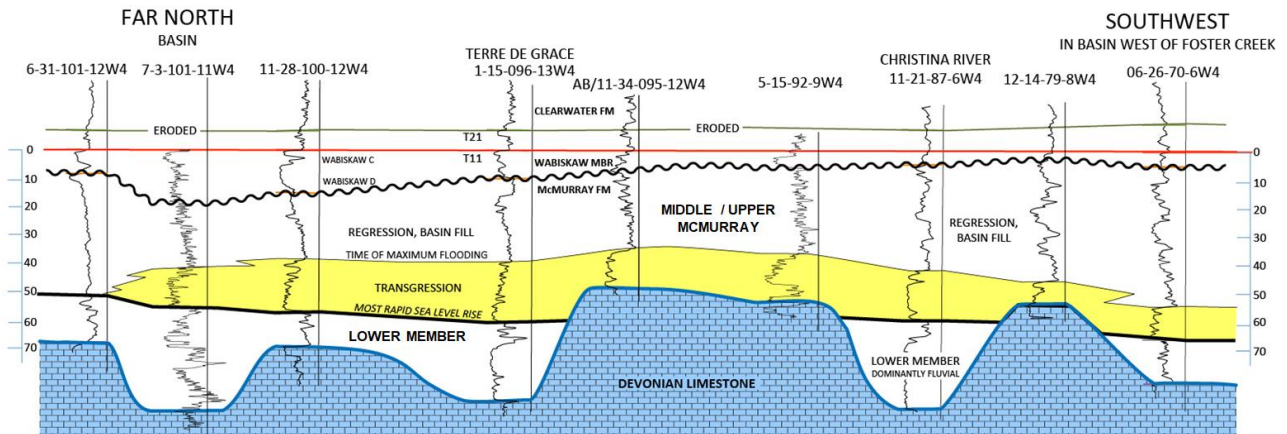 FAR NORTH
BASIN
SOUTHWEST
IN BASIN WEST OF FOSTER CREEK
6-31-101-12W4
7-3-101-11W4
11-28-100-12W4
TERRE DE GRACE
1-15-096-13W4
AB/11-34-095-12W4
5-15-92-9W4
CHRISTINA RIVER
11-21-87-6W4
12-14-79-8W4
06-26-70-6W4
CLEARWATER FM
ERODED
T21
ERODED
0
T11
0
WABISKAW C
WABISKAW MBR
WABISKAW D
McMURRAY FM
10
10
20
20
MIDDLE / UPPER
MCMURRAY
REGRESSION, BASIN FILL
REGRESSION,
BASIN FILL
30
30
TIME OF MAXIMUM FLOODING
40
40
TRANSGRESSION
50
50
MOST RAPID SEA LEVEL RISE
60
60
LOWER MEMBER
70
70
LOWER MEMBER
DOMINANTLY FLUVIAL
DEVONIAN LIMESTONE